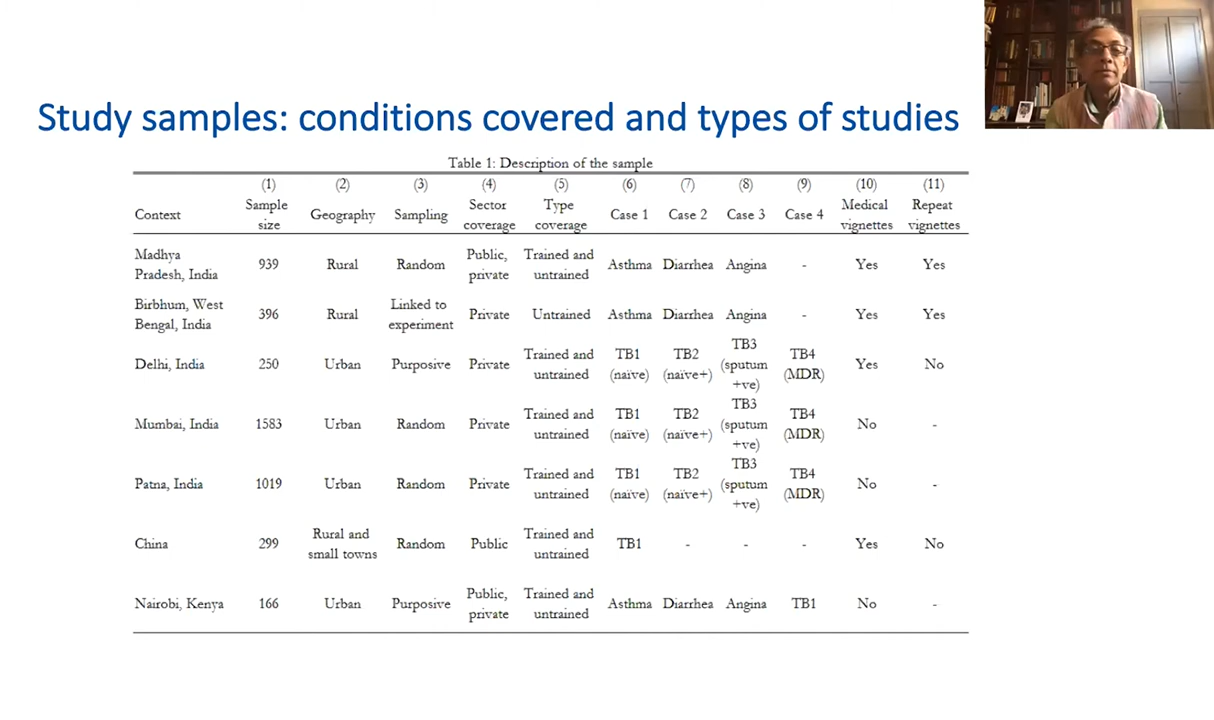 Study samples: conditions covered and types of studies
Table 1: Description of the sample
(1) (2) (3) (4) (5) (6) (7) (8) (9) (10) (11)
Context Sample size Geography Sampling Sector coverage Type coverage Case 1 Case 2 Case 3 Case 4 Medical vignettes Repeat vignettes
Madhya Pradesh, India 939 Rural Random Public, private Trained and untrained Asthma Diarrhea Angina - Yes Yes
Birbhum, West Bengal, India 396 Rural Linked to experiment Private Untrained Asthma Diarrhea Angina - Yes Yes
Delhi, India 250 Urban Purposive Private Trained and untrained TB1 (naïve) TB2 (naïve+) TB3 (sputum +ve) TB4 (MDR) Yes No
Mumbai, India 1583 Urban Random Private Trained and untrained TB1 (naïve) TB2 (naïve+) TB3 (sputum +ve) TB4 (MDR) No -
Patna, India 1019 Urban Random Private Trained and untrained TB1 (naïve) TB2 (naïve+) TB3 (sputum +ve) TB4 (MDR) No -
China 299 Rural and small towns Random Public Trained and untrained TB1 - - - Yes No
Nairobi, Kenya 166 Urban Purposive Public, private Trained and untrained Asthma Diarrhea Angina TB1 No -